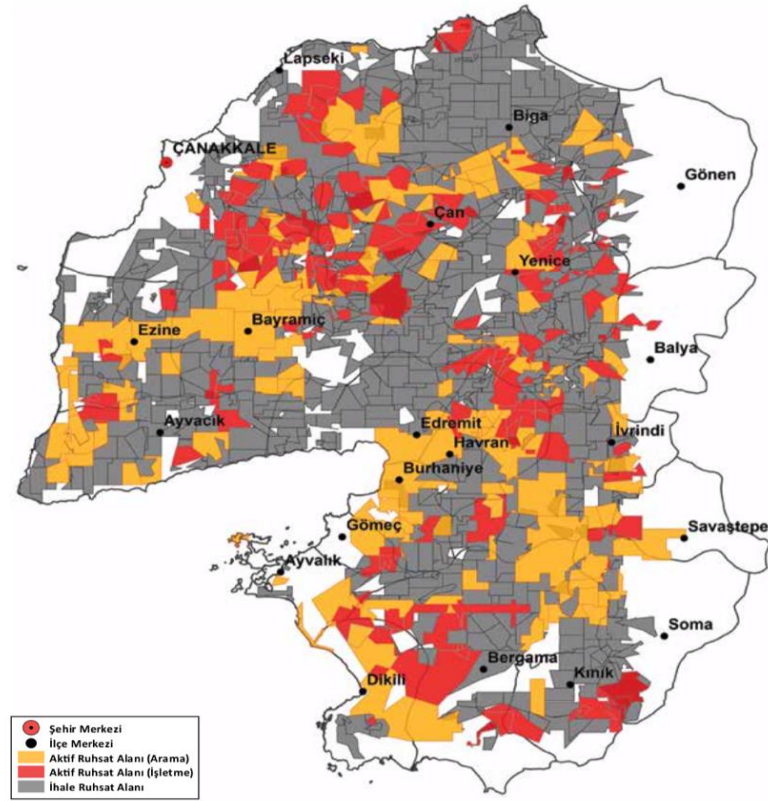 Lapseki
Biga
ÇANAKKALE
Gönen
Çan
Yenice
Bayramiç
Ezine
Balya
Ayvacık
Edremit
İvrindi
Havran
Burhaniye
Gömeç
Savaştepe
Ayvalık
Soma
Bergama
Kınık
Dikili
Şehir Merkezi
İlçe Merkezi
Aktif Ruhsat Alanı (Arama)
Aktif Ruhsat Alanı (İşletme)
İhale Ruhsat Alanı